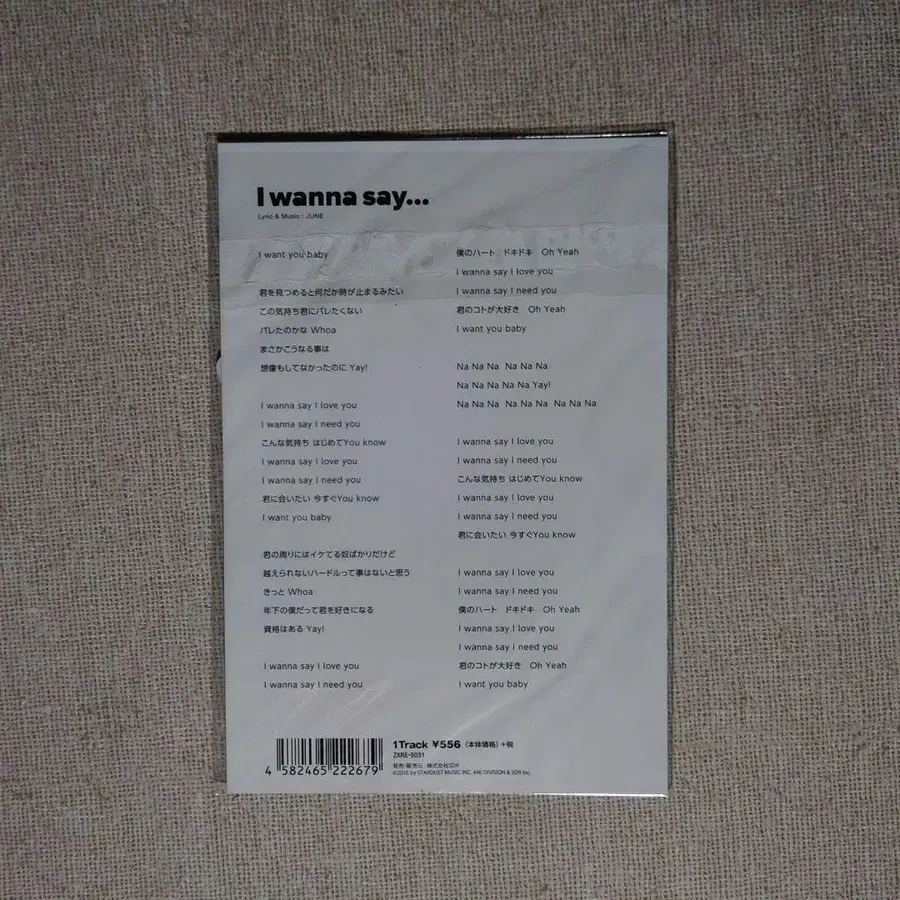 I wanna say...
Lyric & Music : JUNE
I want you baby
君を見つめると何だか時が止まるみたい
この気持ち君にバレたくない
バレたのかな Whoa
まさかこうなる事は
想像もしてなかったのに Yay!
I wanna say I love you
I wanna say I need you
こんな気持ち はじめてYou know
I wanna say I love you
I wanna say I need you
君に会いたい 今すぐYou know
I want you baby
君の周りにはイケてる奴ばかりだけど
越えられないハードルって事はないと思う
きっと Whoa
年下の僕だって君を好きになる
資格はある Yay!
I wanna say I love you
I wanna say I need you
僕のハート ドキドキ Oh Yeah
I wanna say I love you
I wanna say I need you
君のコトが大好き Oh Yeah
I want you baby
Na Na Na Na Na Na
Na Na Na Na Na Yay!
Na Na Na Na Na Na Na Na Na
I wanna say I love you
I wanna say I need you
こんな気持ち はじめてYou know
I wanna say I love you
I wanna say I need you
君に会いたい 今すぐYou know
I wanna say I love you
I wanna say I need you
僕のハート ドキドキ Oh Yeah
I wanna say I love you
I wanna say I need you
君のコトが大好き Oh Yeah
I want you baby
4 582465 222679
1Track ¥556 (本体価格)+税
ZXRE-5031
発売・販売元：株式会社SDR
©2015 by STARDUST MUSIC INC. 446 DIVISION & SDR Inc.